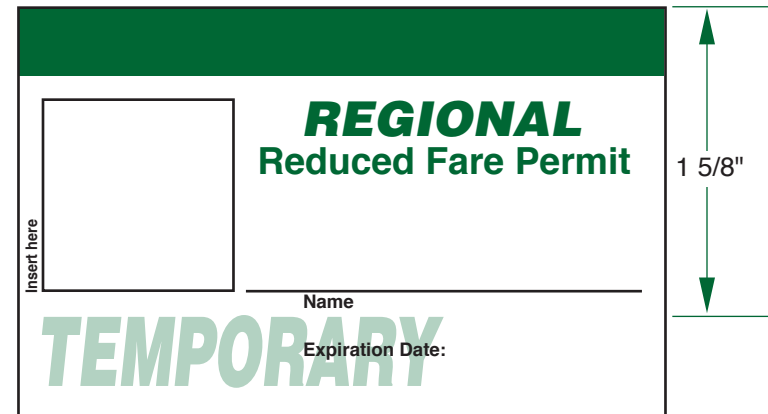 REGIONAL
Reduced Fare Permit
1 5/8"
Insert here
Name
TEMPORARY
Expiration Date: